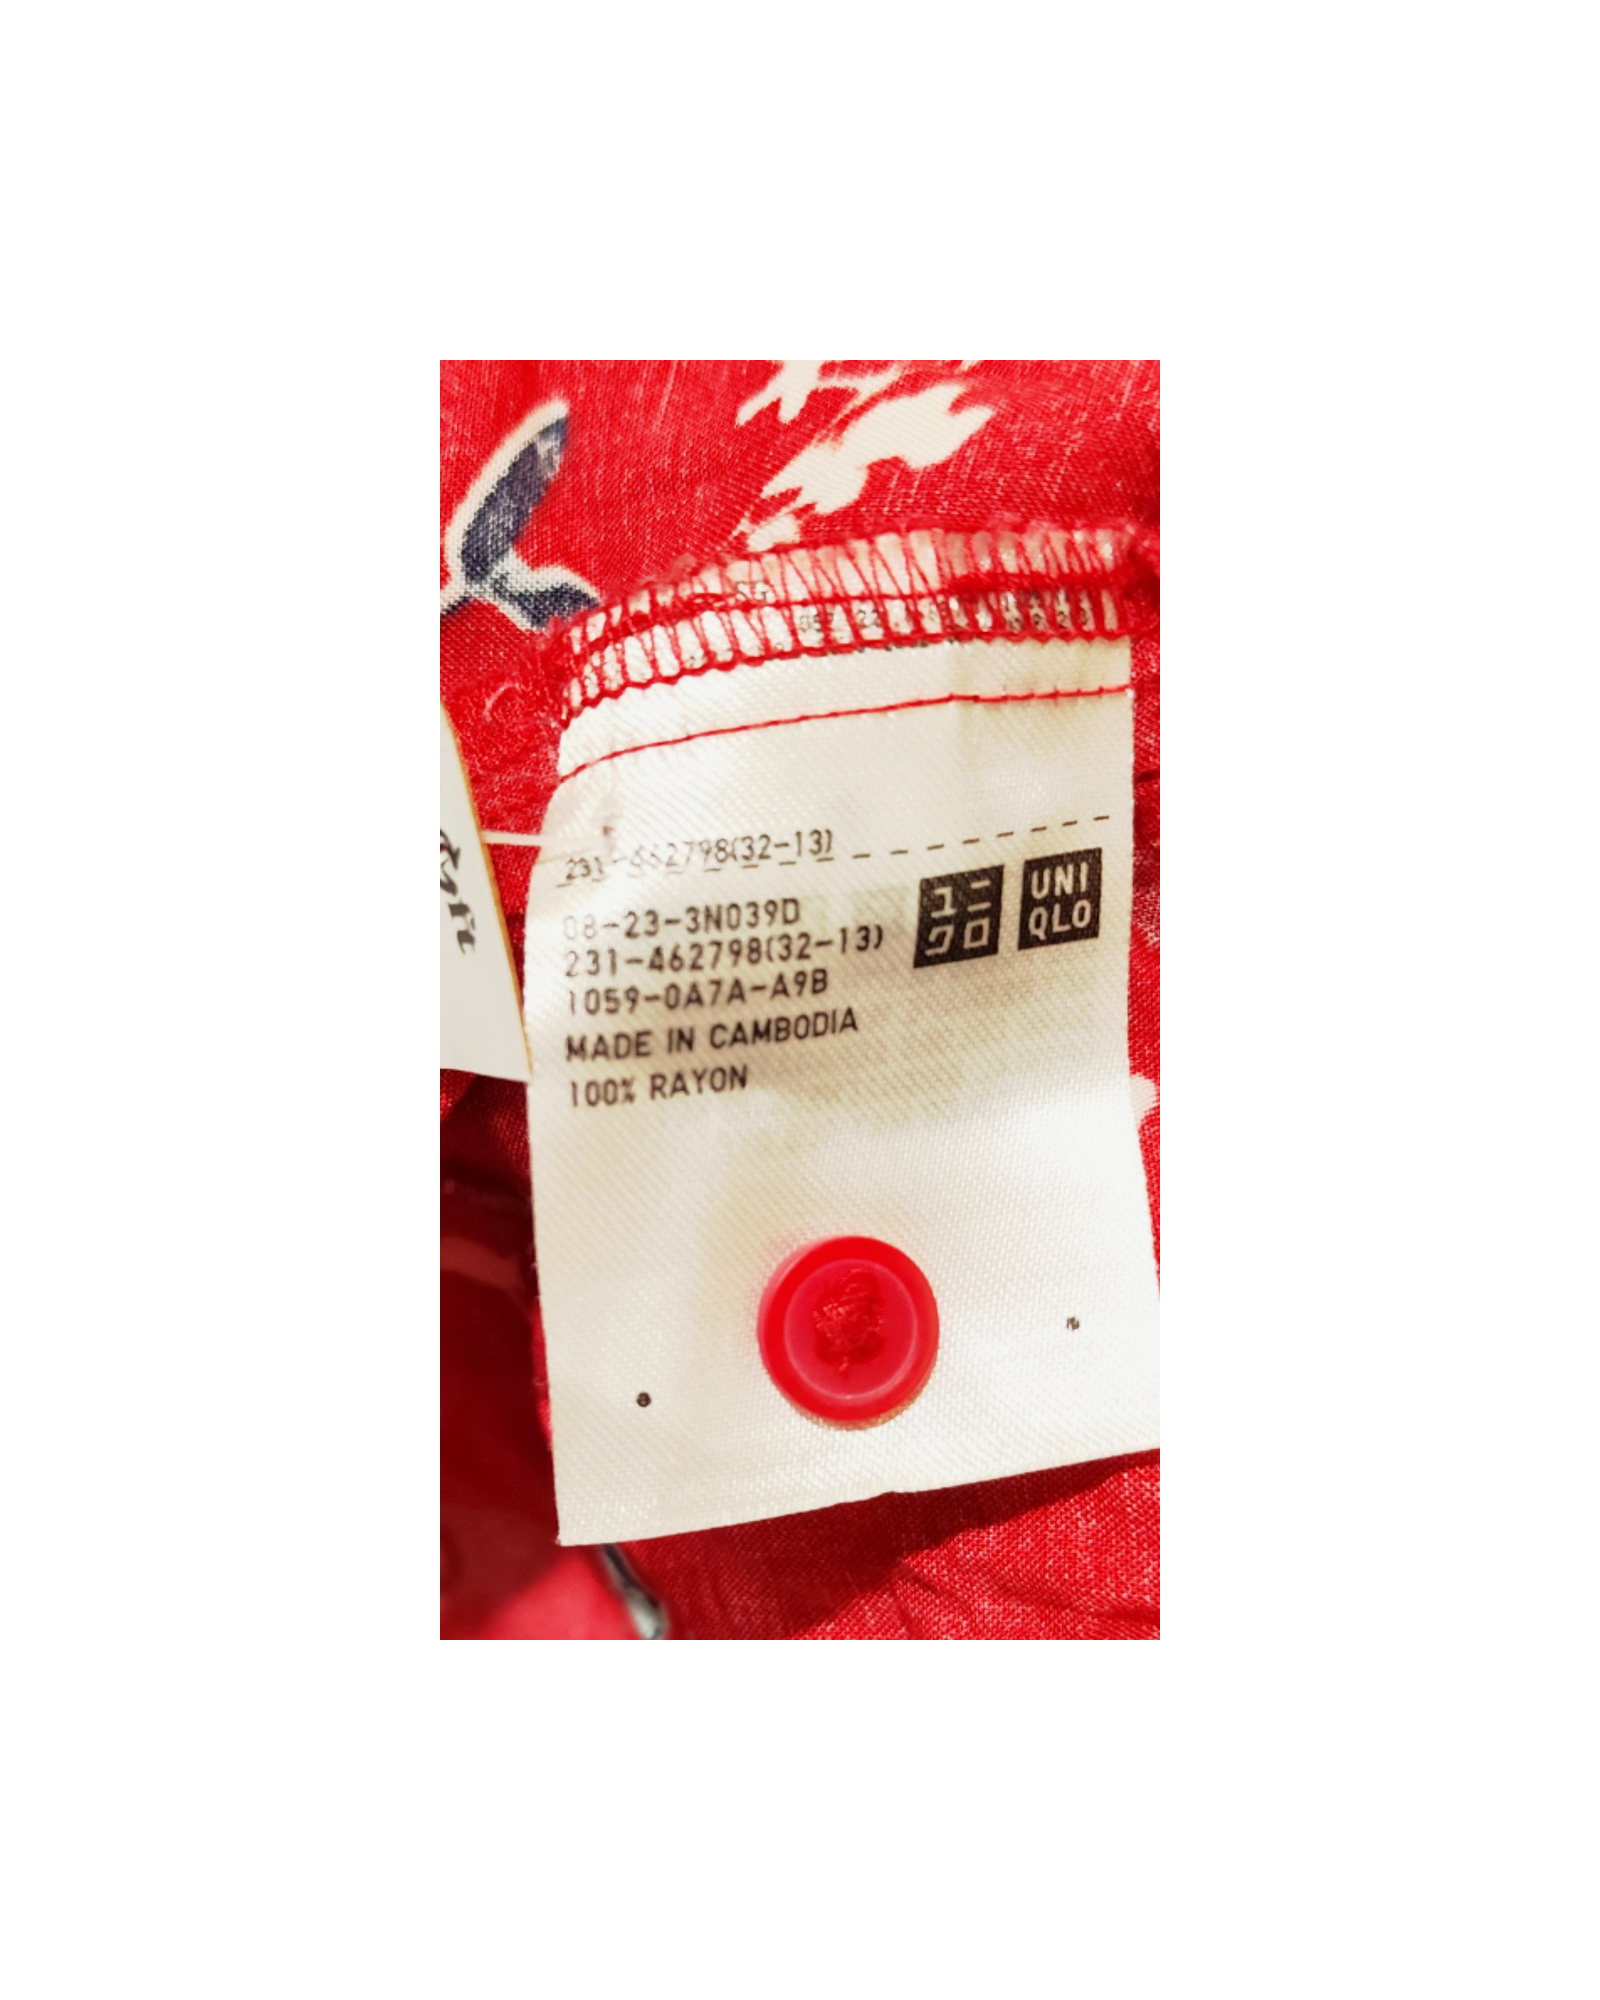 231-462798(32-13)
08-23-3N039D
231-462798(32-13)
1059-0A7A-A9B
MADE IN CAMBODIA
100% RAYON
ユニ
クロ
UNI
QLO